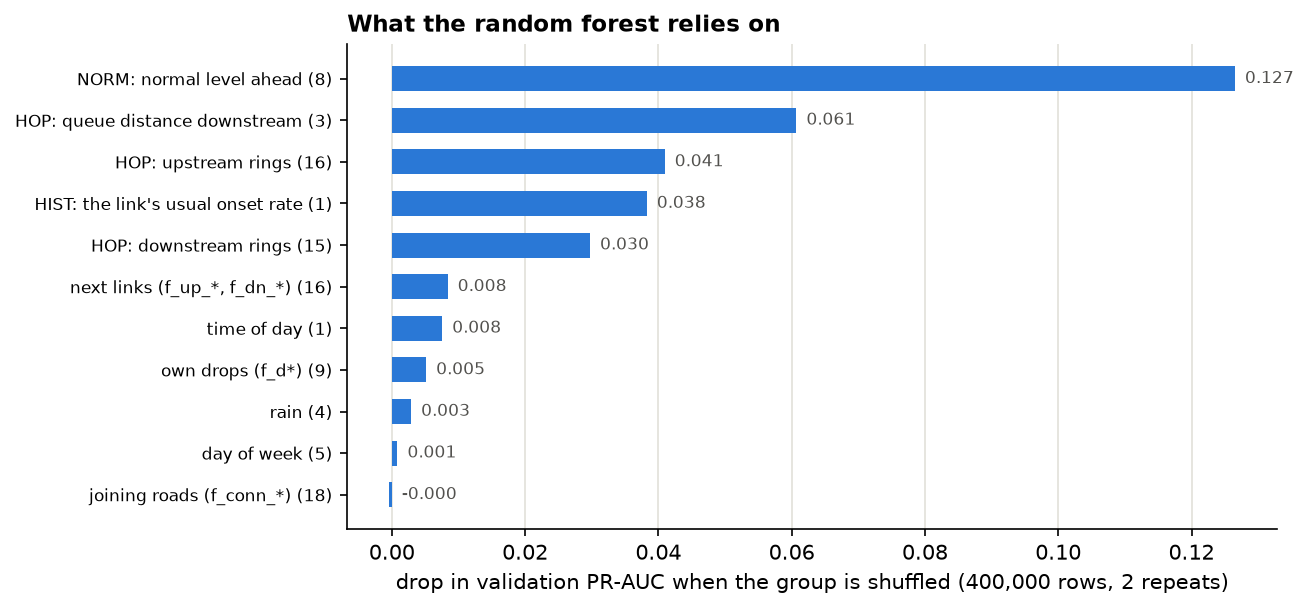 What the random forest relies on
NORM: normal level ahead (8) 0.127
HOP: queue distance downstream (3) 0.061
HOP: upstream rings (16) 0.041
HIST: the link's usual onset rate (1) 0.038
HOP: downstream rings (15) 0.030
next links (f_up_*, f_dn_*) (16) 0.008
time of day (1) 0.008
own drops (f_d*) (9) 0.005
rain (4) 0.003
day of week (5) 0.001
joining roads (f_conn_*) (18) -0.000
0.00 0.02 0.04 0.06 0.08 0.10 0.12
drop in validation PR-AUC when the group is shuffled (400,000 rows, 2 repeats)